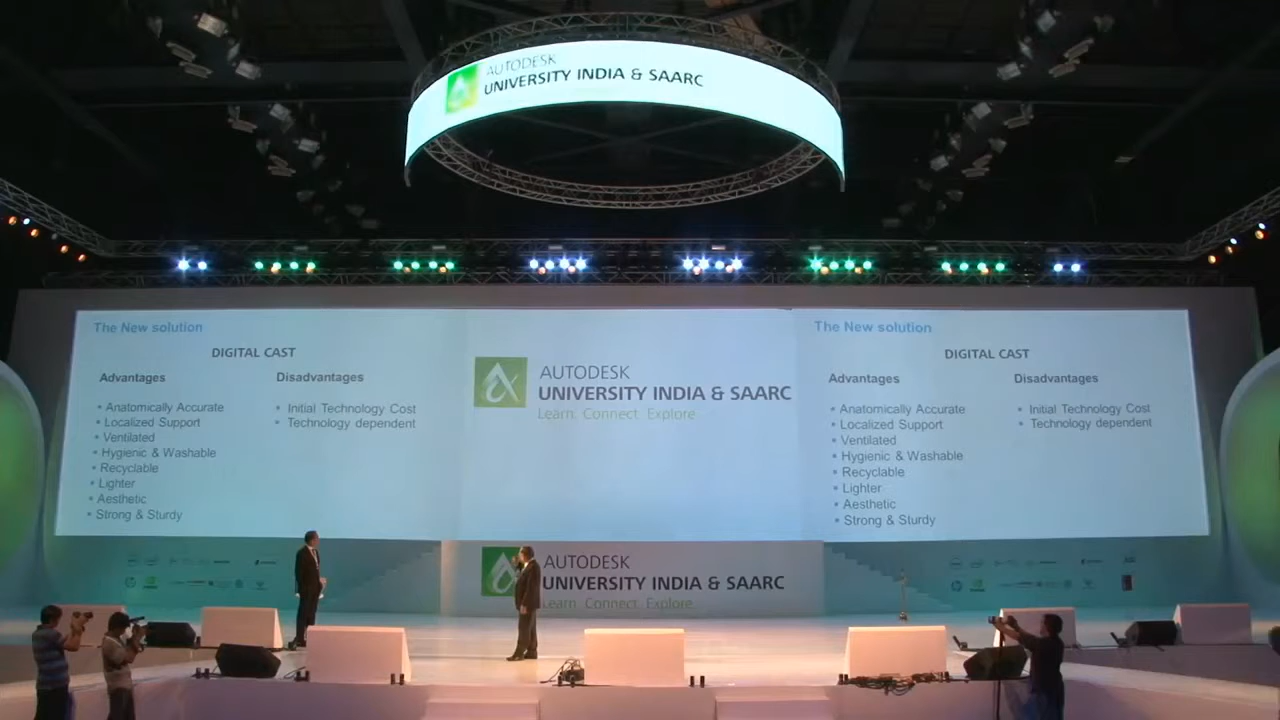 AUTODESK
UNIVERSITY INDIA & SAARC
The New solution
DIGITAL CAST
Advantages
Disadvantages
• Anatomically Accurate
• Localized Support
• Ventilated
• Hygienic & Washable
• Recyclable
• Lighter
• Aesthetic
• Strong & Sturdy
• Initial Technology Cost
• Technology dependent
AUTODESK
UNIVERSITY INDIA & SAARC
Learn. Connect. Explore.
The New solution
DIGITAL CAST
Advantages
Disadvantages
• Anatomically Accurate
• Localized Support
• Ventilated
• Hygienic & Washable
• Recyclable
• Lighter
• Aesthetic
• Strong & Sturdy
• Initial Technology Cost
• Technology dependent
AUTODESK
UNIVERSITY INDIA & SAARC
Learn. Connect. Explore.